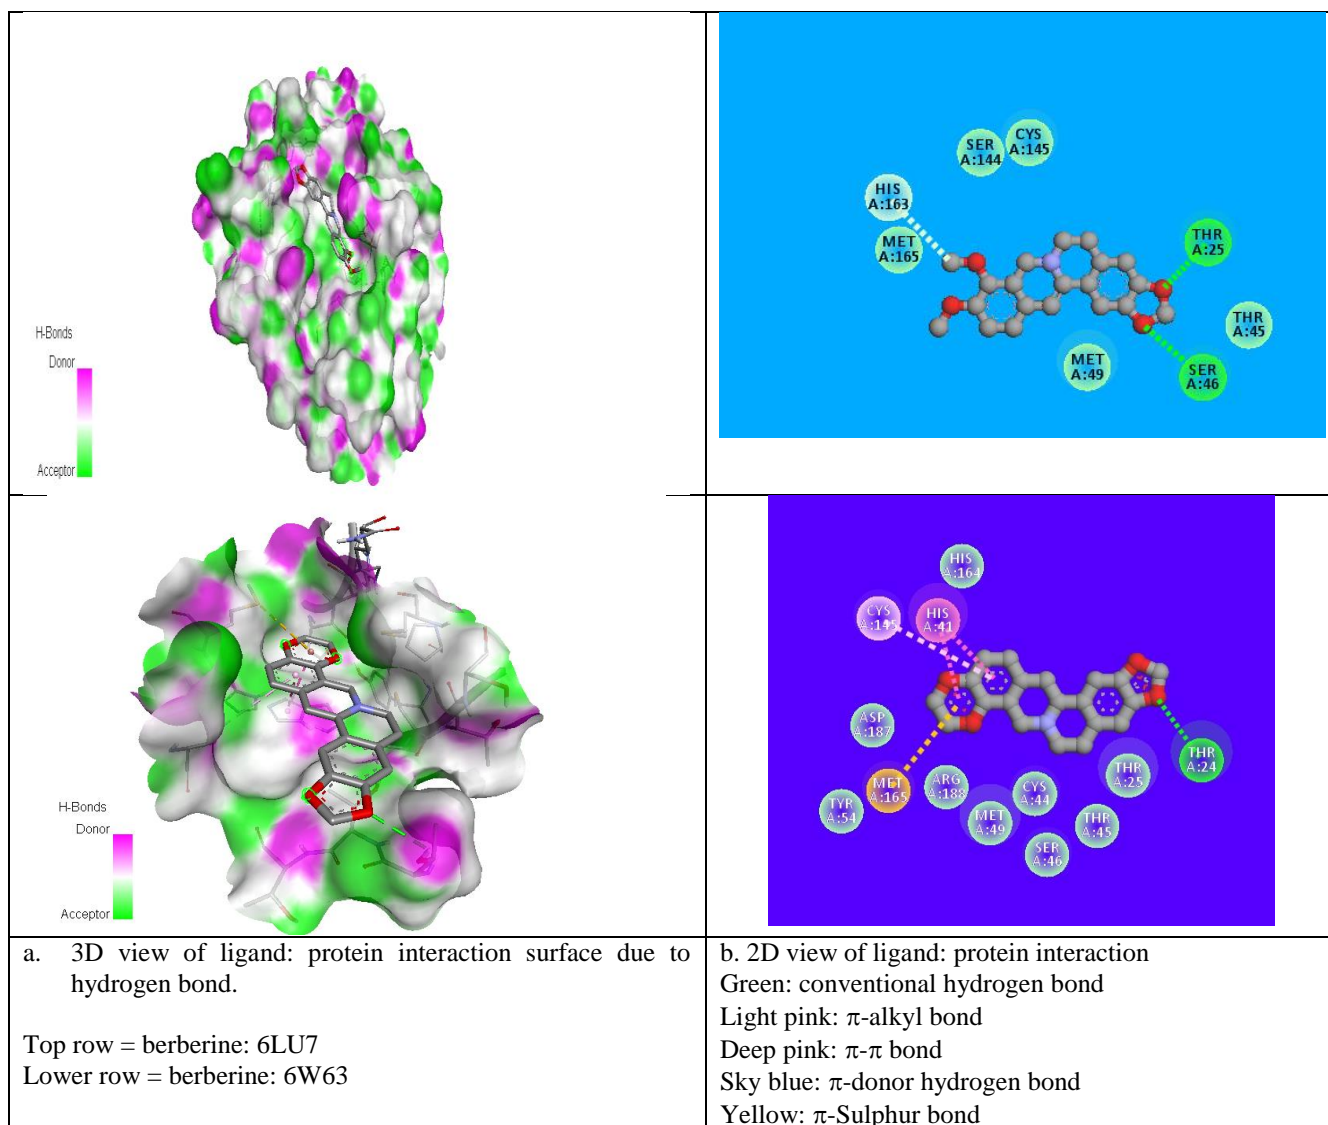 H-Bonds
Donor
Acceptor
SER
A:144
CYS
A:145
HIS
A:163
MET
A:165
THR
A:25
THR
A:45
MET
A:49
SER
A:46
H-Bonds
Donor
Acceptor
HIS
A:164
CYS
A:145
HIS
A:41
ASP
A:187
MET
A:165
ARG
A:188
TYR
A:54
MET
A:49
CYS
A:44
SER
A:46
THR
A:45
THR
A:25
THR
A:24
a. 3D view of ligand: protein interaction surface due to
hydrogen bond.
Top row = berberine: 6LU7
Lower row = berberine: 6W63
b. 2D view of ligand: protein interaction
Green: conventional hydrogen bond
Light pink: π-alkyl bond
Deep pink: π-π bond
Sky blue: π-donor hydrogen bond
Yellow: π-Sulphur bond